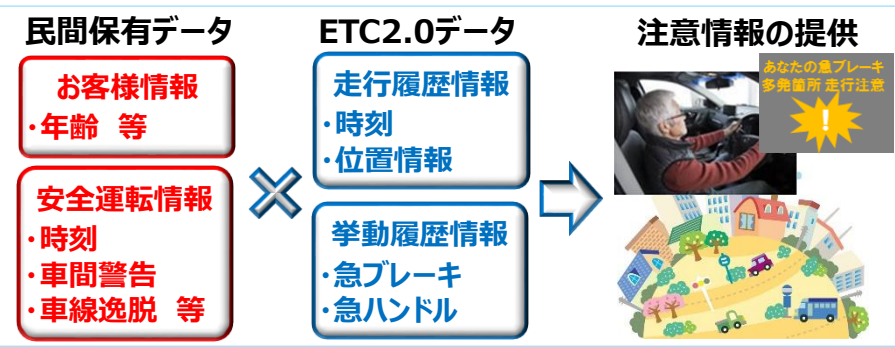 民間保有データ
お客様情報
・年齢 等
安全運転情報
・時刻
・車間警告
・車線逸脱 等
×
ETC2.0データ
走行履歴情報
・時刻
・位置情報
挙動履歴情報
・急ブレーキ
・急ハンドル
注意情報の提供
あなたの急ブレーキ
多発箇所 走行注意
!